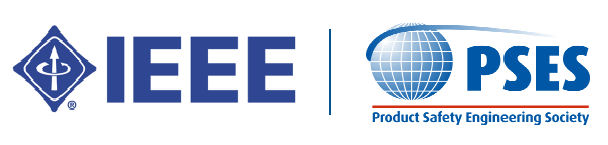 ® IEEE
PSES
Product Safety Engineering Society